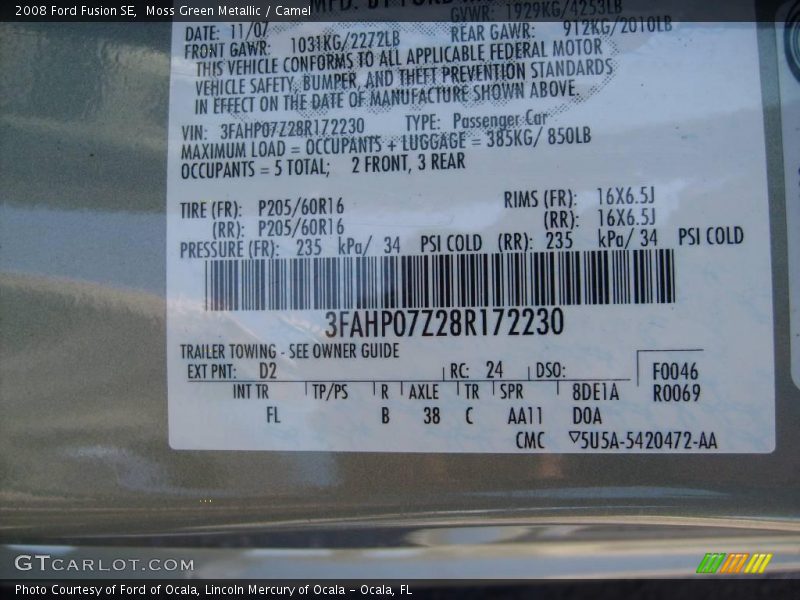 2008 Ford Fusion SE, Moss Green Metallic / Camel
GVWR: 1929KG/4253LB
DATE: 11/07
FRONT GAWR: 1031KG/2272LB REAR GAWR: 912KG/2010LB
THIS VEHICLE CONFORMS TO ALL APPLICABLE FEDERAL MOTOR
VEHICLE SAFETY, BUMPER, AND THEFT PREVENTION STANDARDS
IN EFFECT ON THE DATE OF MANUFACTURE SHOWN ABOVE.
VIN: 3FAHP07Z28R172230 TYPE: Passenger Car
MAXIMUM LOAD = OCCUPANTS + LUGGAGE = 385KG/ 850LB
OCCUPANTS = 5 TOTAL; 2 FRONT, 3 REAR
TIRE (FR): P205/60R16 RIMS (FR): 16X6.5J
(RR): P205/60R16 (RR): 16X6.5J
PRESSURE (FR): 235 kPa/ 34 PSI COLD (RR): 235 kPa/ 34 PSI COLD
3FAHP07Z28R172230
TRAILER TOWING - SEE OWNER GUIDE
EXT PNT: D2 RC: 24 DSO: F0046
INT TR TP/PS R AXLE TR SPR 8DE1A R0069
FL B 38 C AA11 D0A
CMC ▽5U5A-5420472-AA
GTCARLOT.COM
Photo Courtesy of Ford of Ocala, Lincoln Mercury of Ocala – Ocala, FL